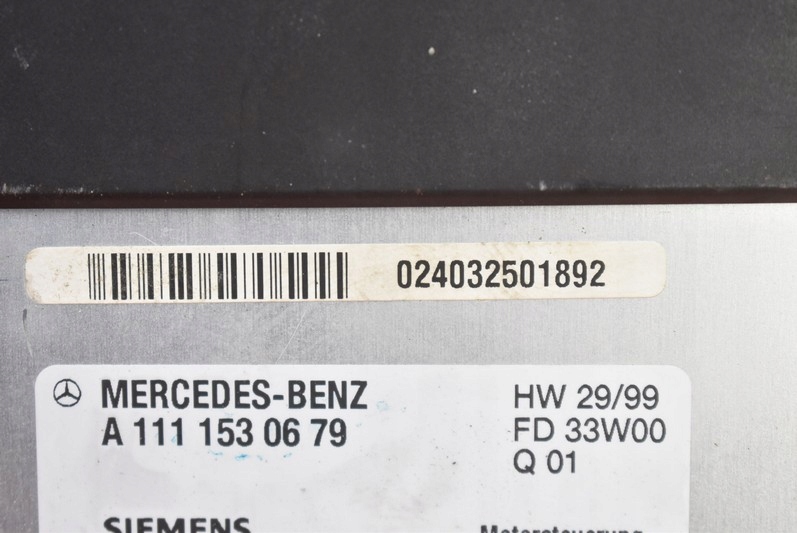 024032501892
MERCEDES-BENZ
A 111 153 06 79
HW 29/99
FD 33W00
Q 01
SIEMENS
Motorsteuerung